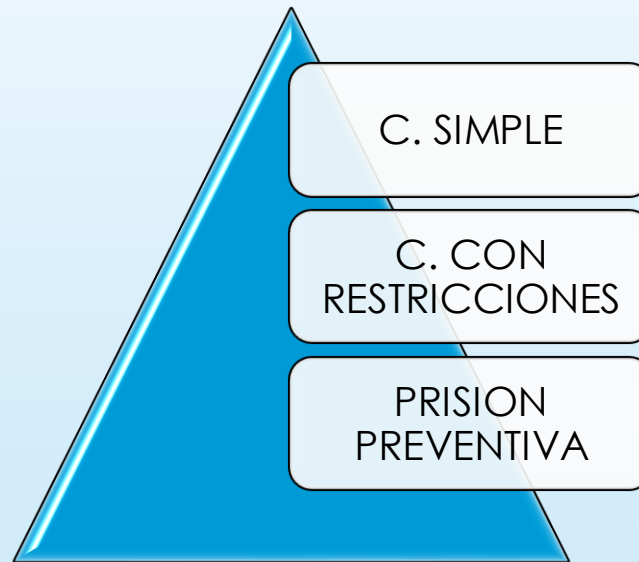 C. SIMPLE
C. CON
RESTRICCIONES
PRISION
PREVENTIVA